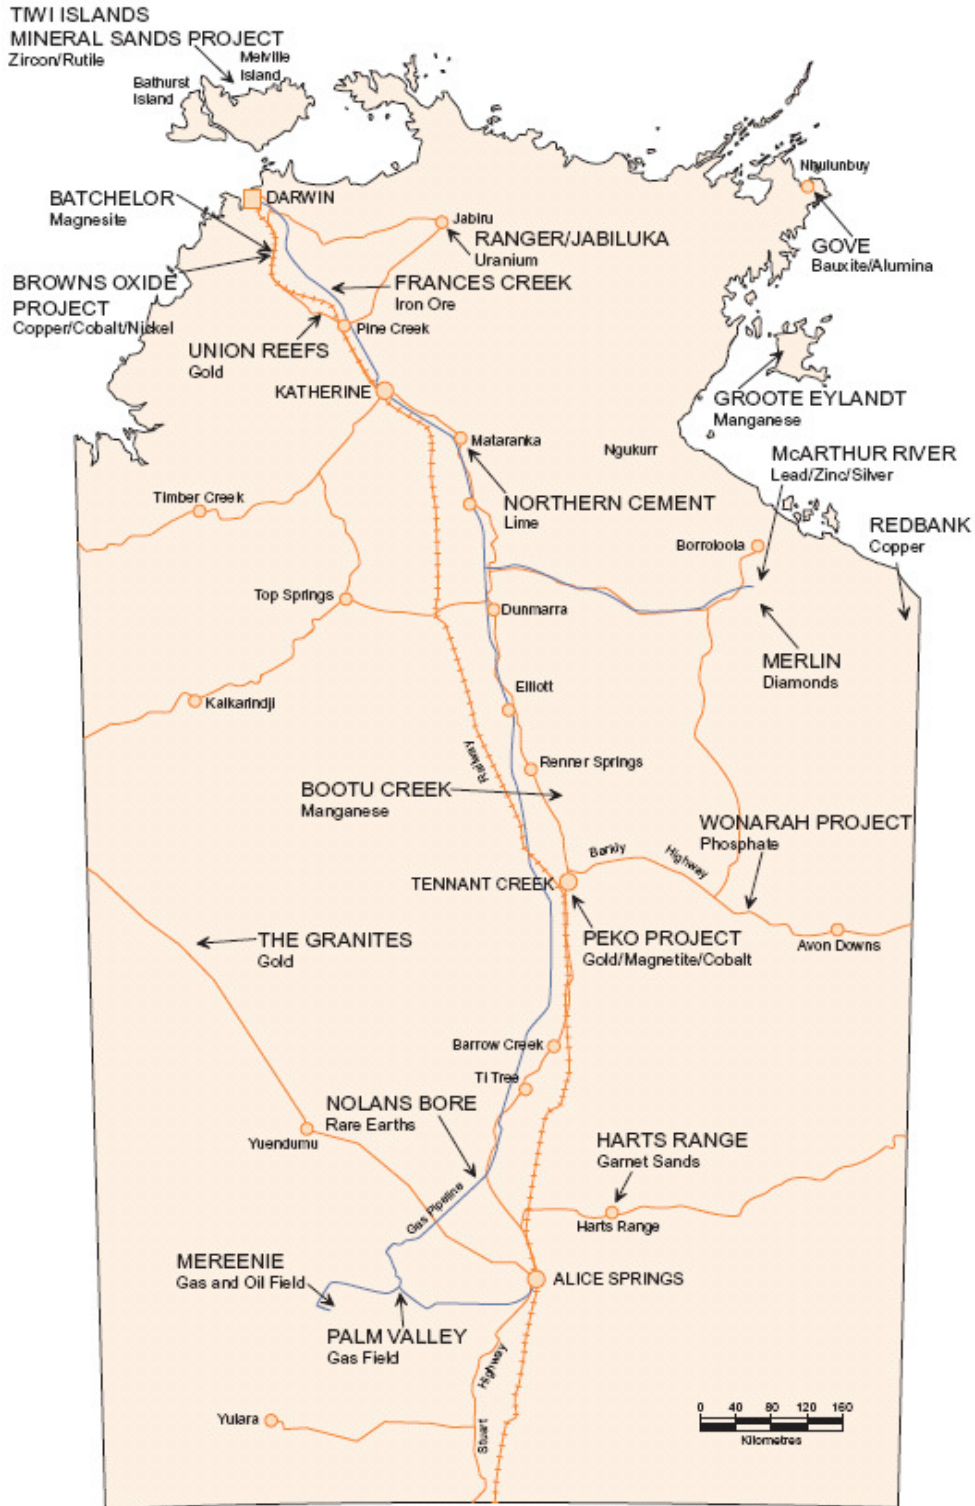 TIWI ISLANDS
MINERAL SANDS PROJECT
Zircon/Rutile
Melville
Island
Bathurst
Island
Nhulunbuy
BATCHELOR
Magnesite
DARWIN
Jabiru
RANGER/JABILUKA
Uranium
GOVE
Bauxite/Alumina
BROWNS OXIDE
PROJECT
Copper/Cobalt/Nickel
FRANCES CREEK
Iron Ore
Pine Creek
UNION REEFS
Gold
KATHERINE
GROOTE EYLANDT
Manganese
Mataranka
Ngukurr
McARTHUR RIVER
Lead/Zinc/Silver
Timber Creek
NORTHERN CEMENT
Lime
REDBANK
Copper
Borroloola
Top Springs
Dunmarra
MERLIN
Diamonds
Elliott
Kalkarindji
Railway
Renner Springs
BOOTU CREEK
Manganese
WONARAH PROJECT
Phosphate
Barkly
Highway
TENNANT CREEK
THE GRANITES
Gold
PEKO PROJECT
Gold/Magnetite/Cobalt
Avon Downs
Barrow Creek
Ti Tree
NOLANS BORE
Rare Earths
Yuendumu
HARTS RANGE
Garnet Sands
Gas Pipeline
Harts Range
MEREENIE
Gas and Oil Field
ALICE SPRINGS
PALM VALLEY
Gas Field
Highway
Stuart
Yulara
0 40 80 120 160
Kilometres